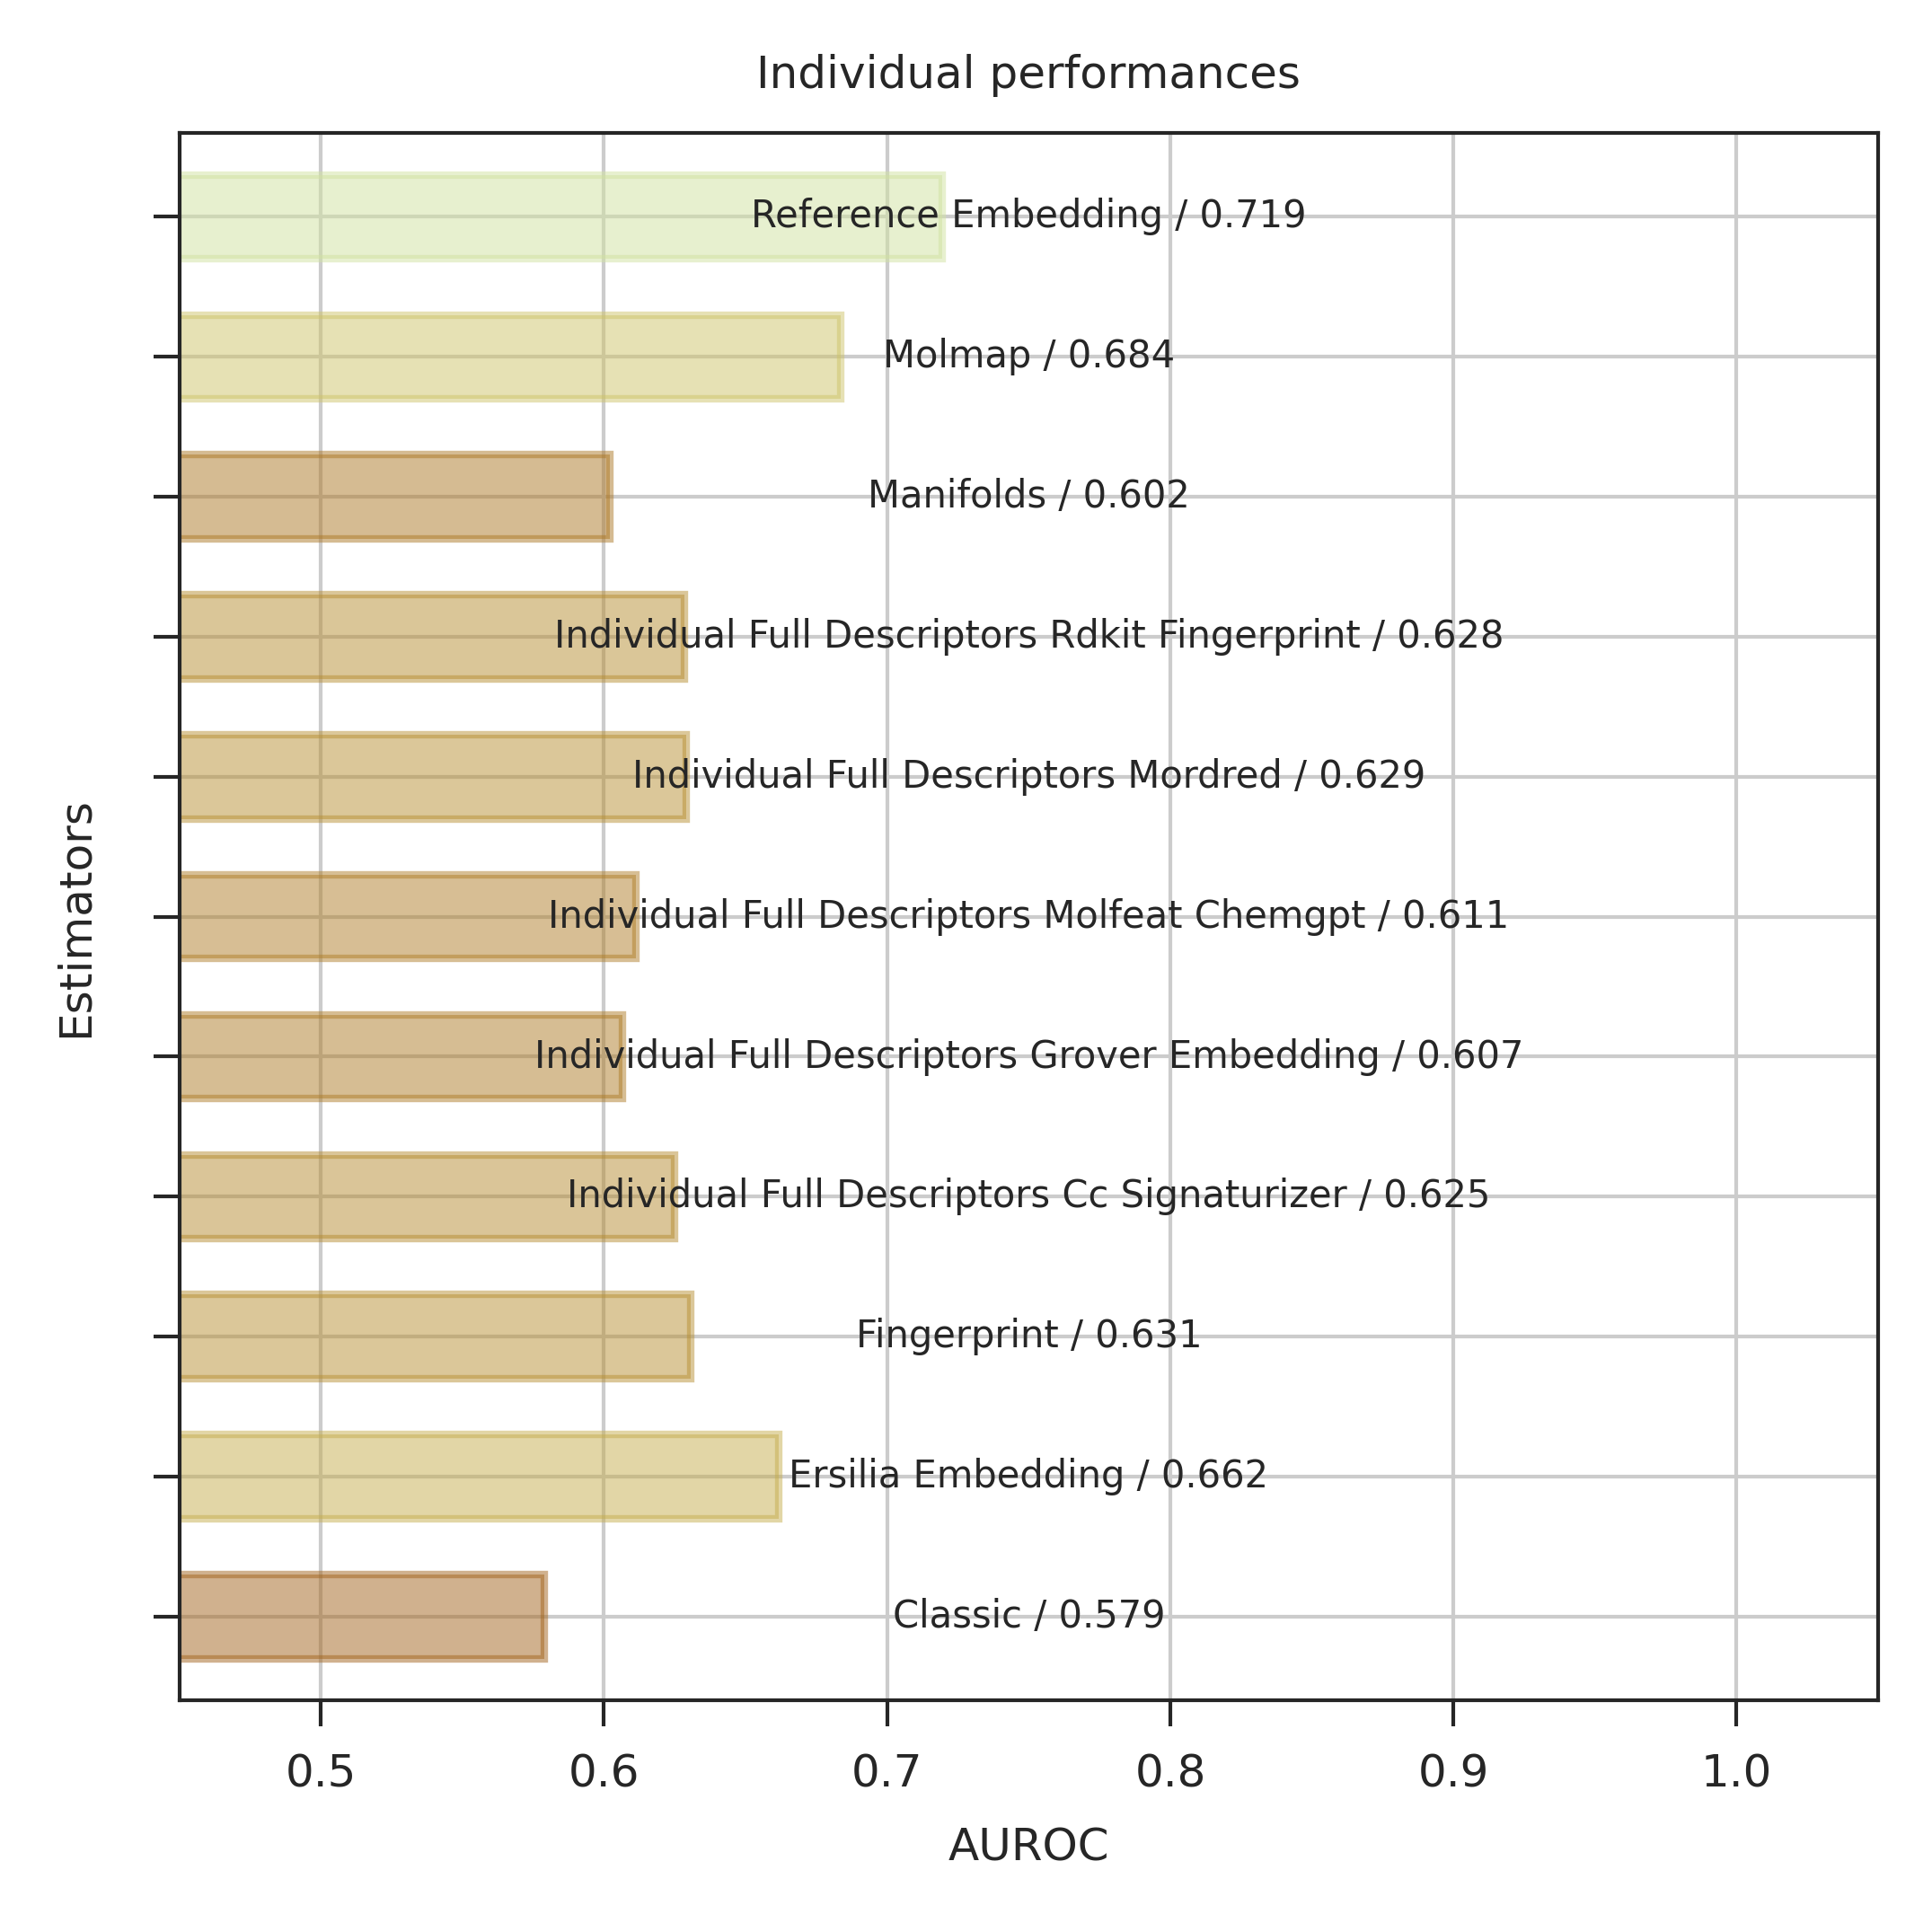 Individual performances
Reference Embedding / 0.719
Molmap / 0.684
Manifolds / 0.602
Individual Full Descriptors Rdkit Fingerprint / 0.628
Individual Full Descriptors Mordred / 0.629
Individual Full Descriptors Molfeat Chemgpt / 0.611
Individual Full Descriptors Grover Embedding / 0.607
Individual Full Descriptors Cc Signaturizer / 0.625
Fingerprint / 0.631
Ersilia Embedding / 0.662
Classic / 0.579
Estimators
0.5 0.6 0.7 0.8 0.9 1.0
AUROC